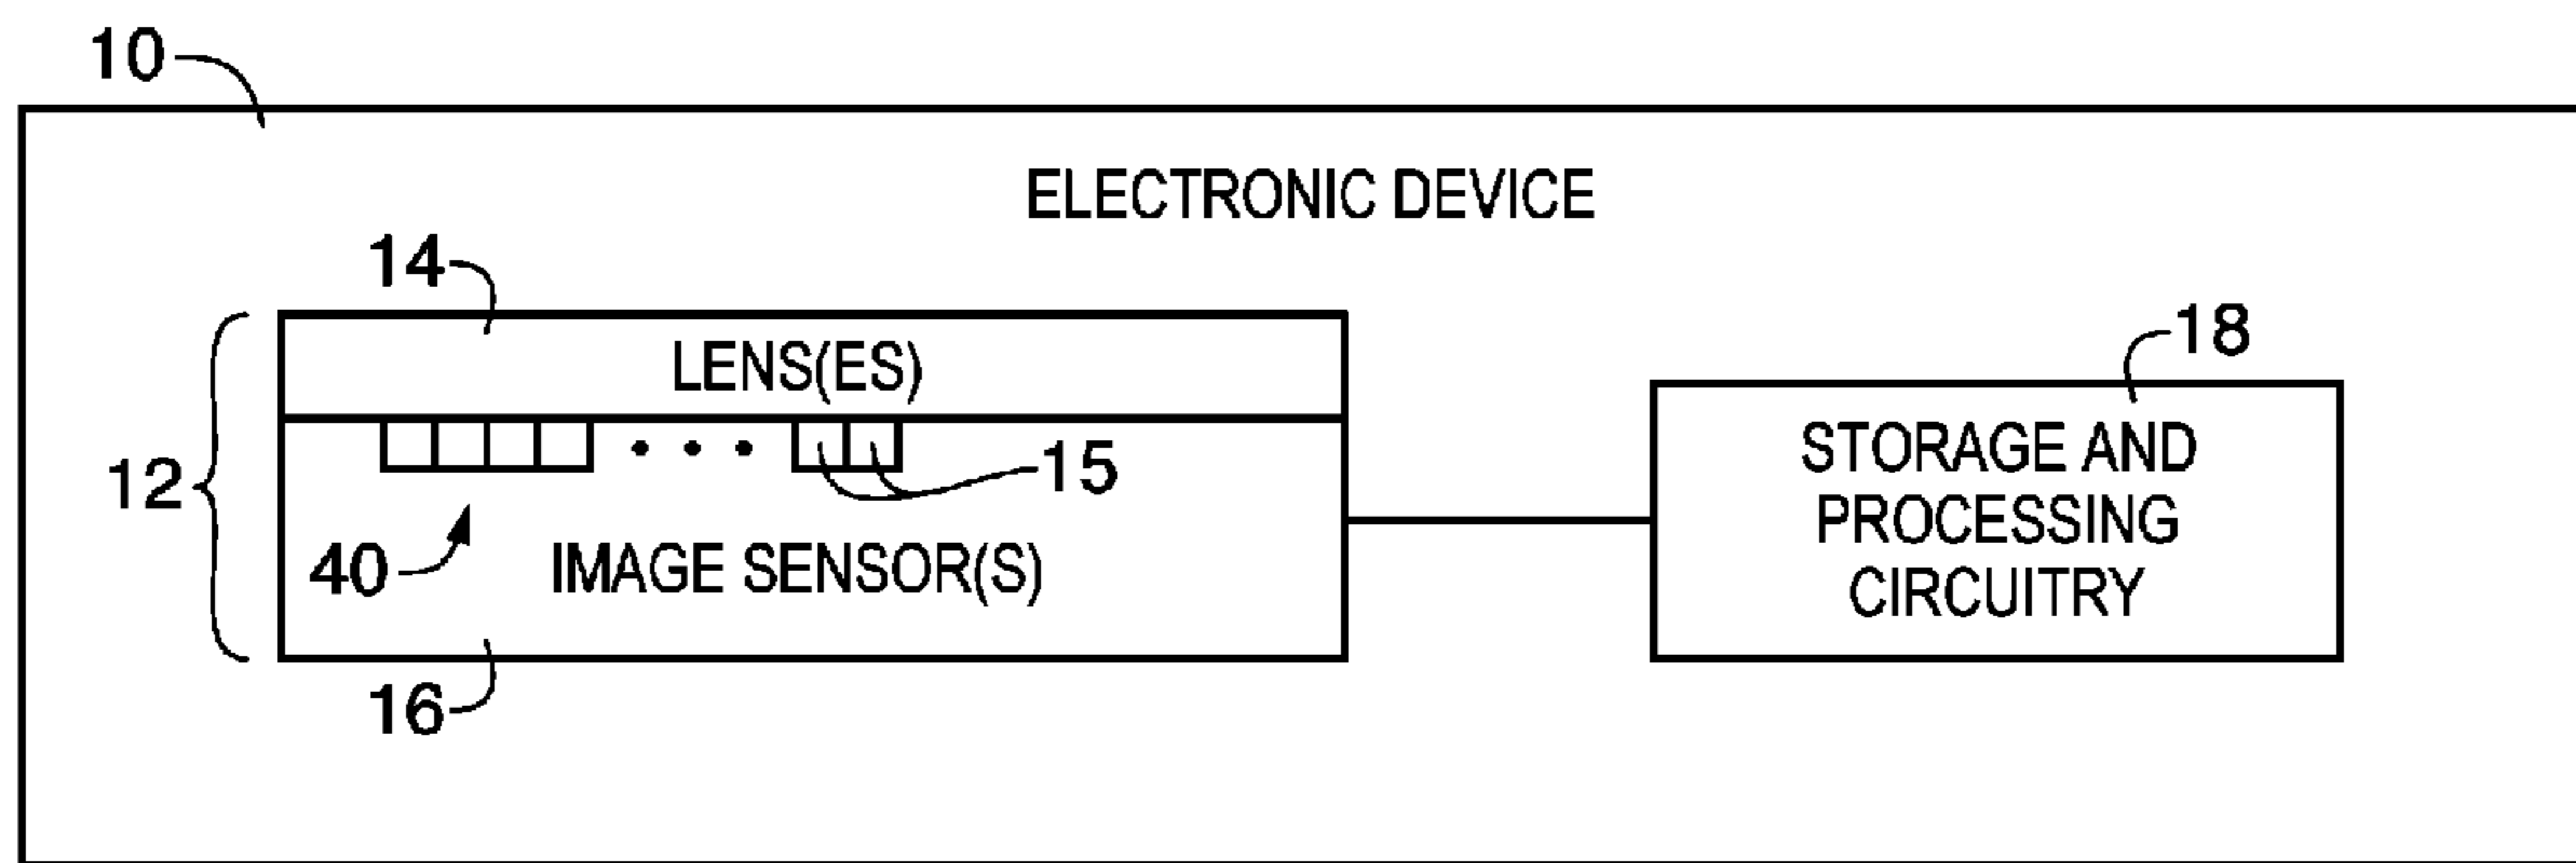 10
ELECTRONIC DEVICE
14
LENS(ES)
18
12
15
STORAGE AND
PROCESSING
CIRCUITRY
40
IMAGE SENSOR(S)
16